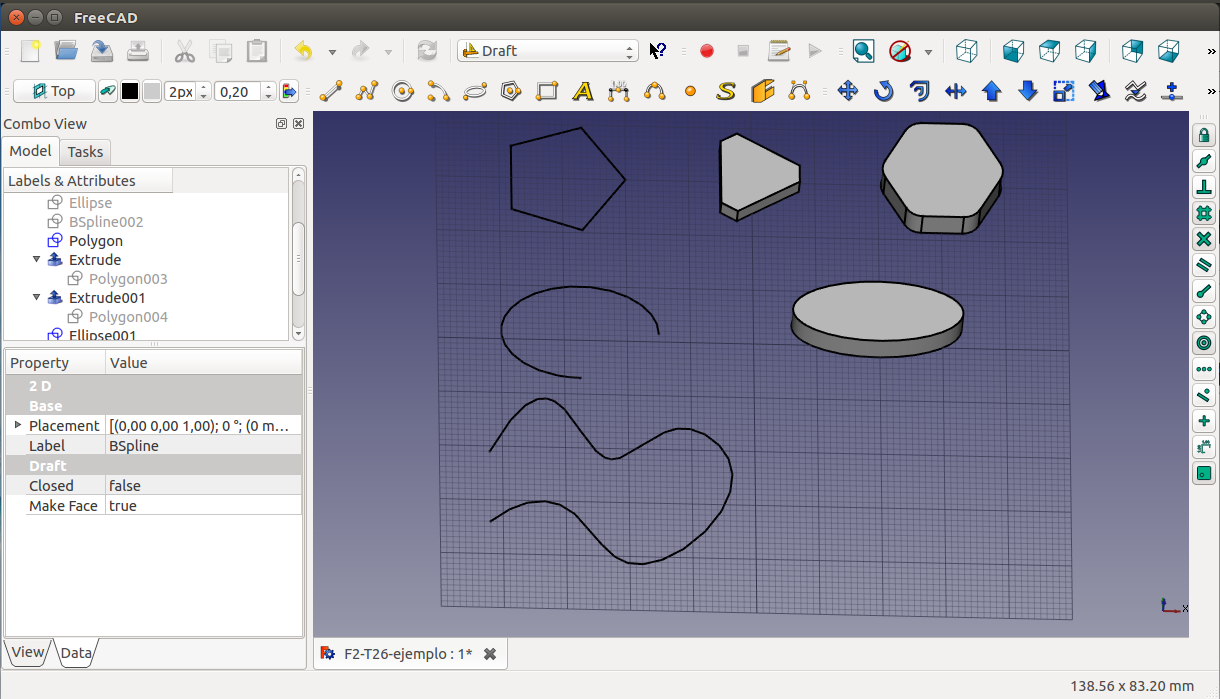 FreeCAD
Draft
Top
2px
0,20
»
»
Combo View
Model
Tasks
Labels & Attributes
Ellipse
BSpline002
Polygon
Extrude
Polygon003
Extrude001
Polygon004
Ellipse001
Property Value
2 D
Base
Placement [(0,00 0,00 1,00); 0 °; (0 m...
Label BSpline
Draft
Closed false
Make Face true
View
Data
X
F2-T26-ejemplo : 1*
138.56 x 83.20 mm